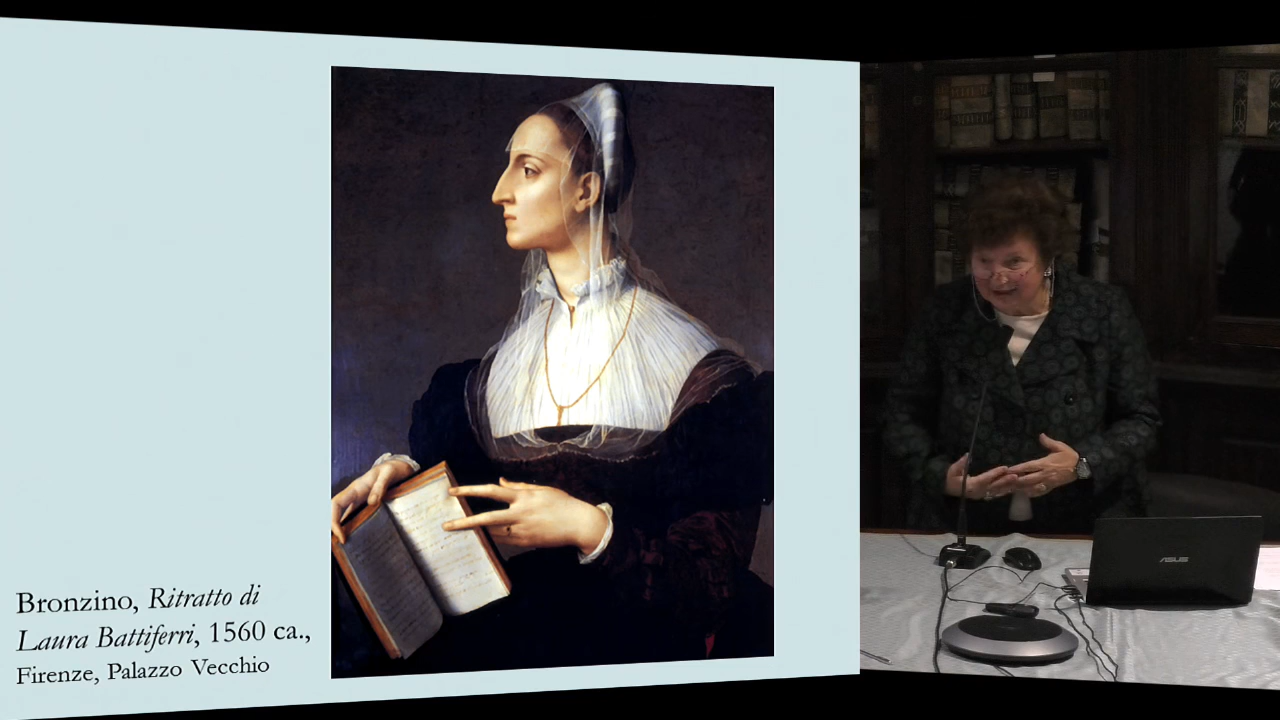 Bronzino, Ritratto di
Laura Battiferri, 1560 ca.,
Firenze, Palazzo Vecchio
ASUS